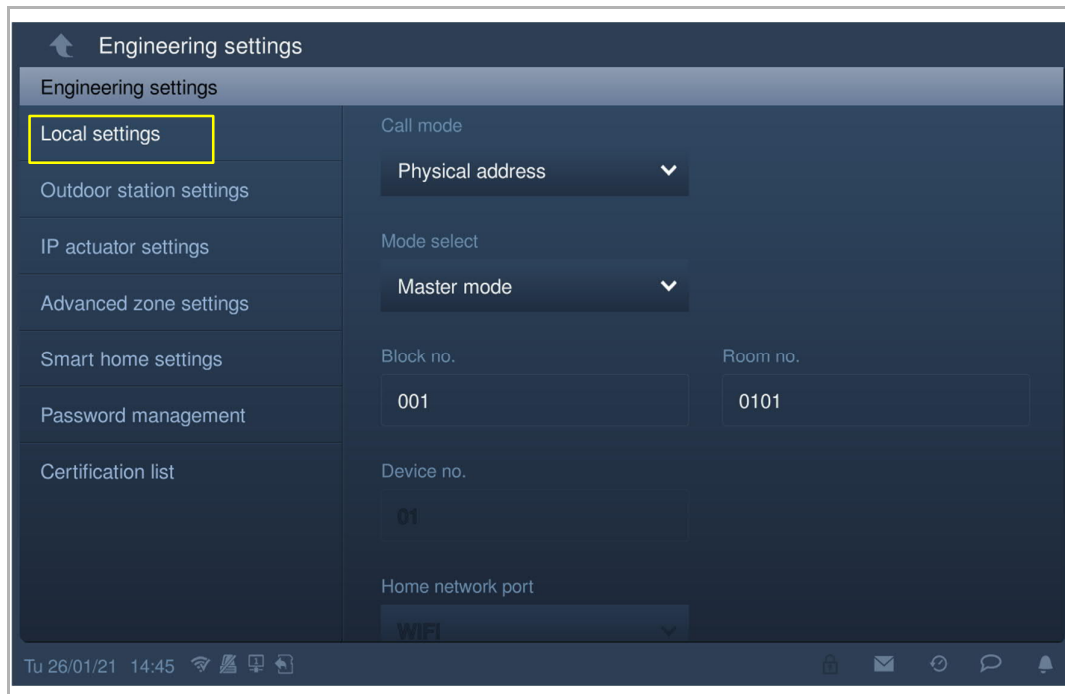 Engineering settings
Engineering settings
Local settings
Outdoor station settings
IP actuator settings
Advanced zone settings
Smart home settings
Password management
Certification list
Call mode
Physical address
Mode select
Master mode
Block no.
Room no.
001
0101
Device no.
01
Home network port
WIFI
Tu 26/01/21 14:45